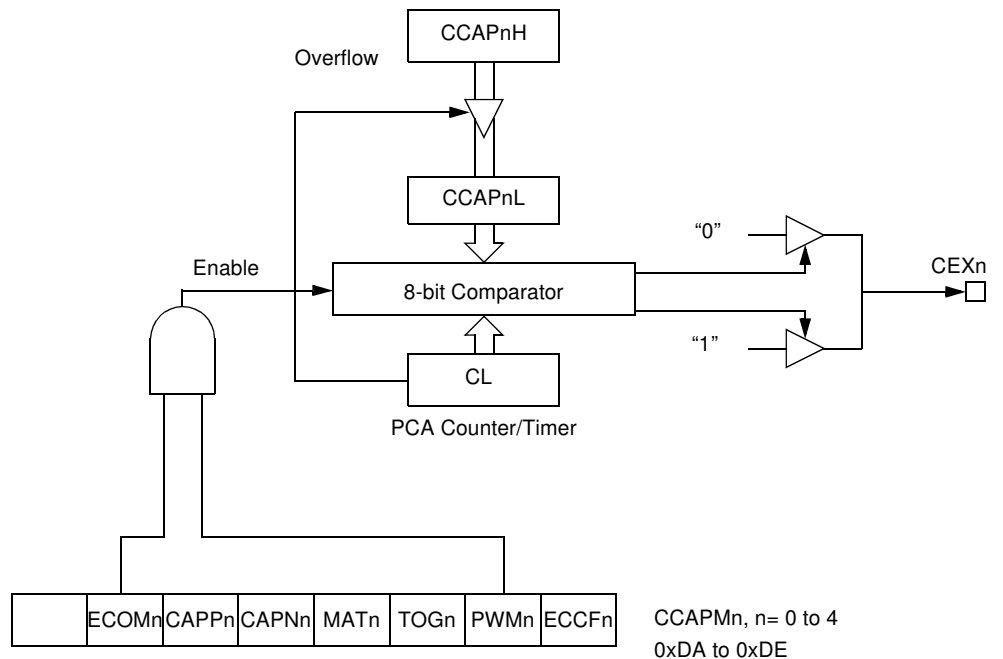 CCAPnH
Overflow
CCAPnL
“0”
Enable
CEXn
8-bit Comparator
“1”
CL
PCA Counter/Timer
ECOMn CAPPn CAPNn MATn TOGn PWMn ECCFn
CCAPMn, n= 0 to 4
0xDA to 0xDE